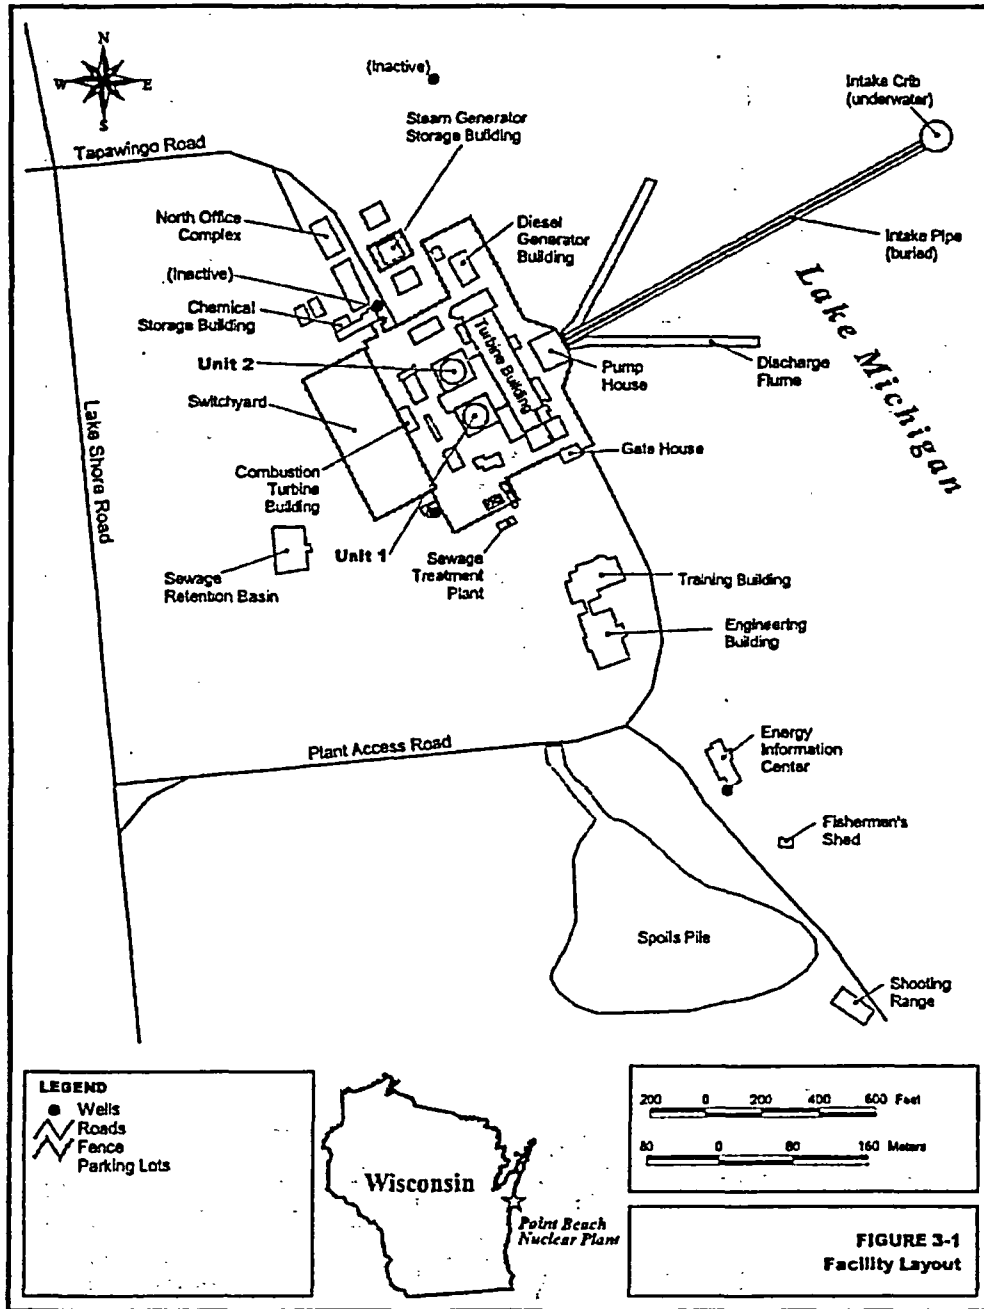 N
W
E
S
(Inactive)
Steam Generator
Storage Building
Intake Crib
(underwater)
Tapawingo Road
North Office
Complex
Diesel
Generator
Building
Intake Pipe
(buried)
(Inactive)
Chemical
Storage Building
Lake Michigan
Turbine Building
Unit 2
Pump
House
Discharge
Flume
Switchyard
Lake Shore Road
Gate House
Combustion
Turbine
Building
Unit 1
Sewage
Treatment
Plant
Sewage
Retention Basin
Training Building
Engineering
Building
Plant Access Road
Energy
Information
Center
Fishermen's
Shed
Spoils Pile
Shooting
Range
LEGEND
Wells
Roads
Fence
Parking Lots
Wisconsin
Point Beach
Nuclear Plant
200 0 200 400 600 Feet
80 0 80 160 Meters
FIGURE 3-1
Facility Layout